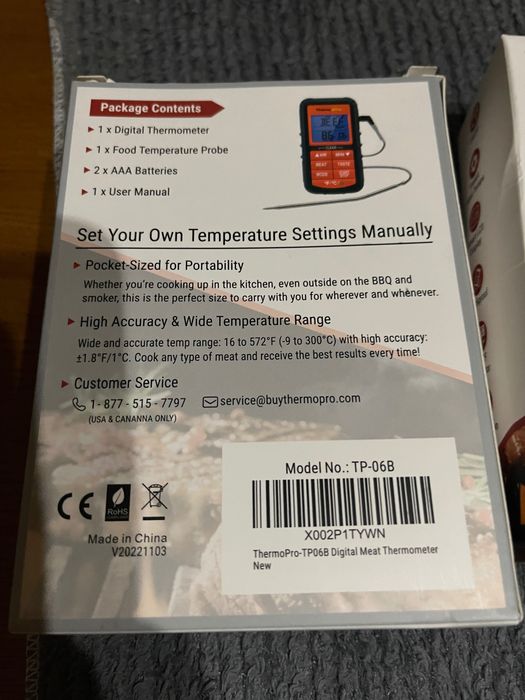 Package Contents
▶ 1 x Digital Thermometer
▶ 1 x Food Temperature Probe
▶ 2 x AAA Batteries
▶ 1 x User Manual
BEEF
MEAT
TASTE
MODE
°F/°C
Set Your Own Temperature Settings Manually
▶ Pocket-Sized for Portability
Whether you're cooking up in the kitchen, even outside on the BBQ and
smoker, this is the perfect size to carry with you for wherever and whenever.
▶ High Accuracy & Wide Temperature Range
Wide and accurate temp range: 16 to 572°F (-9 to 300°C) with high accuracy:
±1.8°F/1°C. Cook any type of meat and receive the best results every time!
▶ Customer Service
1-877-515-7797
service@buythermopro.com
(USA & CANANNA ONLY)
CE
RoHS
Made in China
V20221103
Model No.: TP-06B
X002P1TYWN
ThermoPro-TP06B Digital Meat Thermometer
New